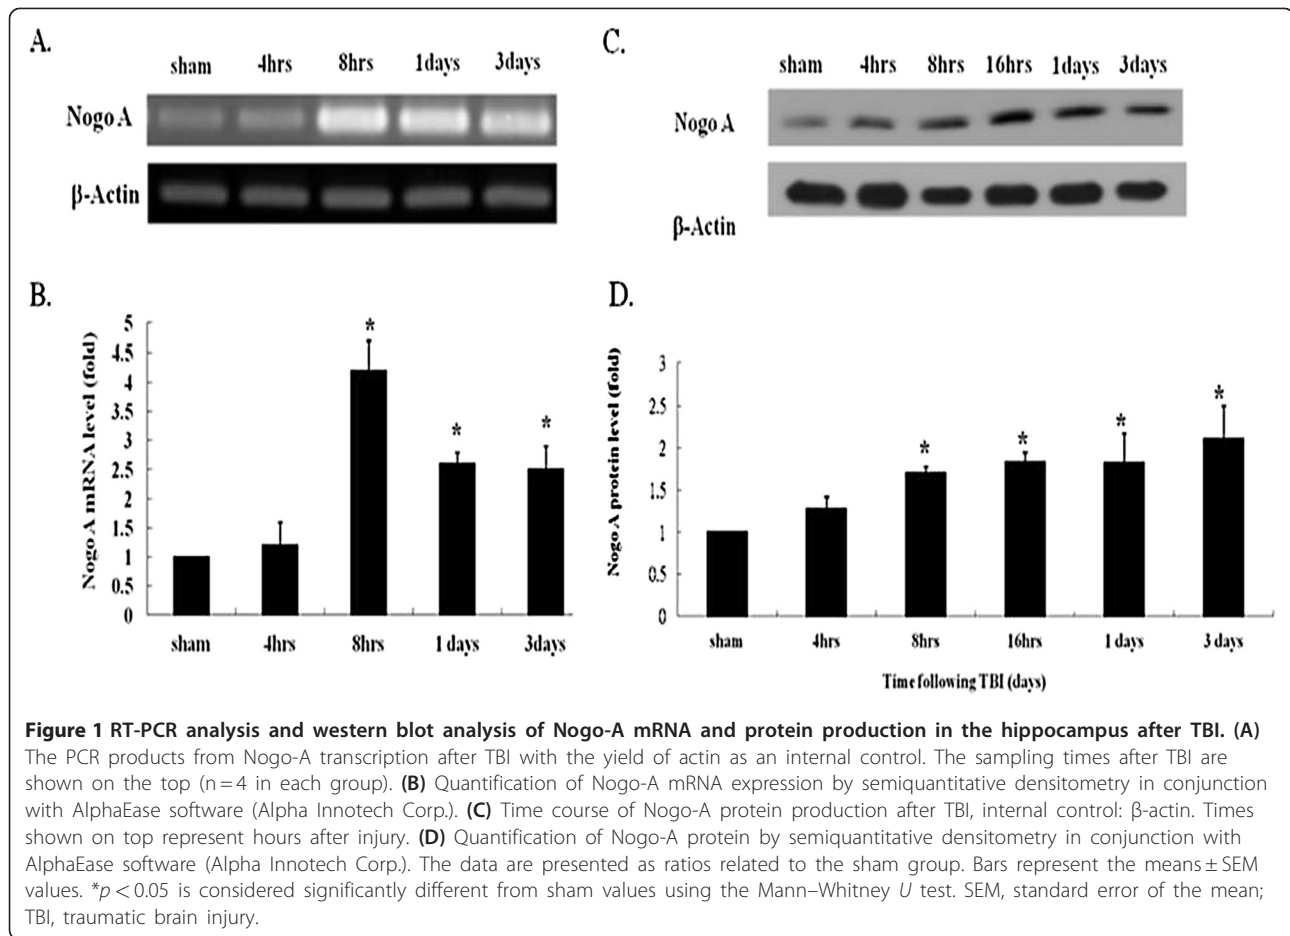 A.
sham 4hrs 8hrs 1days 3days
Nogo A
β-Actin
C.
sham 4hrs 8hrs 16hrs 1days 3days
Nogo A
β-Actin
B.
Nogo A mRNA level (fold)
5
4.5
4
3.5
3
2.5
2
1.5
1
0.5
0
* * *
sham 4hrs 8hrs 1 days 3days
D.
Nogo A protein level (fold)
3
2.5
2
1.5
1
0.5
0
* * * *
sham 4hrs 8hrs 16hrs 1 days 3 days
Time following TBI (days)
Figure 1 RT-PCR analysis and western blot analysis of Nogo-A mRNA and protein production in the hippocampus after TBI. (A)
The PCR products from Nogo-A transcription after TBI with the yield of actin as an internal control. The sampling times after TBI are
shown on the top (n = 4 in each group). (B) Quantification of Nogo-A mRNA expression by semiquantitative densitometry in conjunction
with AlphaEase software (Alpha Innotech Corp.). (C) Time course of Nogo-A protein production after TBI, internal control: β-actin. Times
shown on top represent hours after injury. (D) Quantification of Nogo-A protein by semiquantitative densitometry in conjunction with
AlphaEase software (Alpha Innotech Corp.). The data are presented as ratios related to the sham group. Bars represent the means ± SEM
values. *p < 0.05 is considered significantly different from sham values using the Mann–Whitney U test. SEM, standard error of the mean;
TBI, traumatic brain injury.